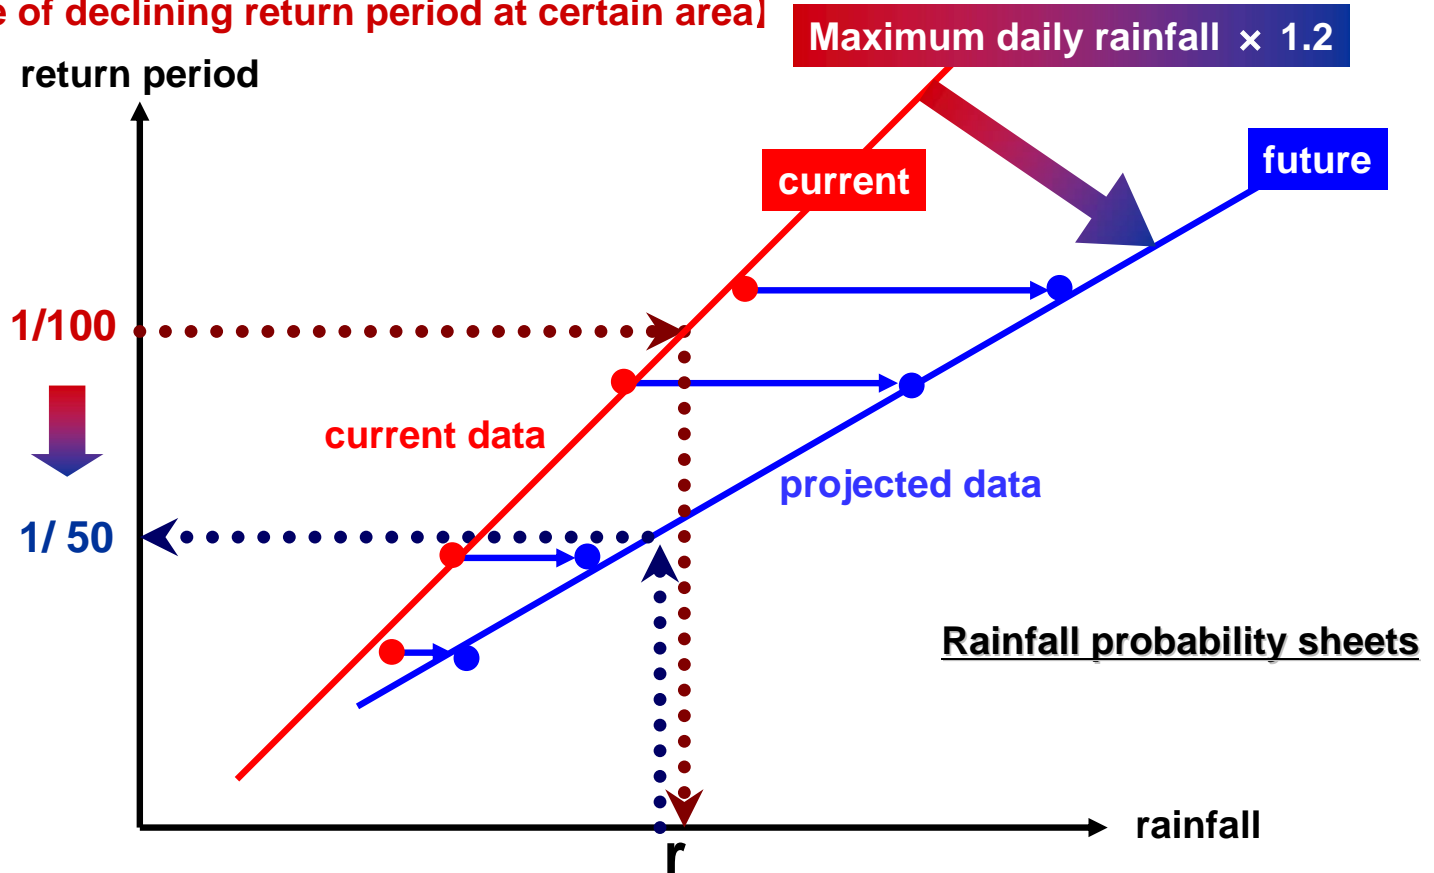 of declining return period at certain area】
Maximum daily rainfall × 1.2
return period
future
current
1/100
current data
projected data
1/ 50
Rainfall probability sheets
rainfall
r